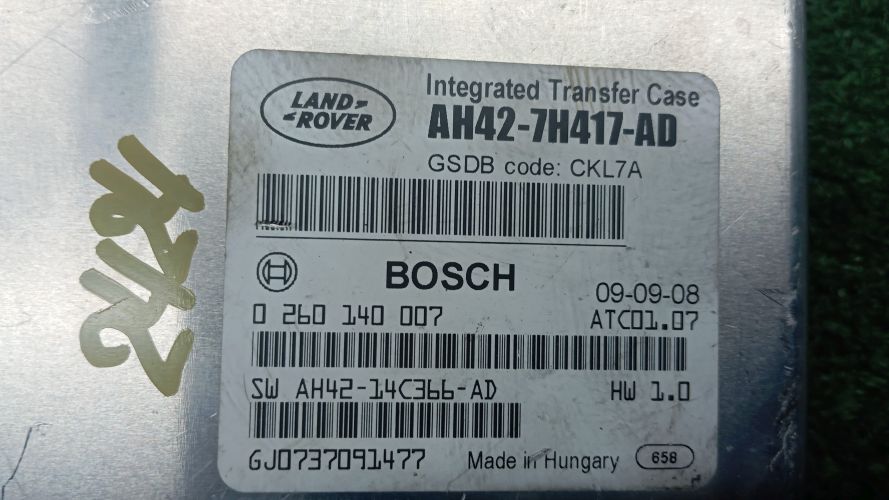 LAND ROVER
Integrated Transfer Case
AH42-7H417-AD
GSDB code: CKL7A
BOSCH
09-09-08
0 260 140 007
ATC01.07
SW AH42-14C366-AD
HW 1.0
GJ0737091477
Made in Hungary
658